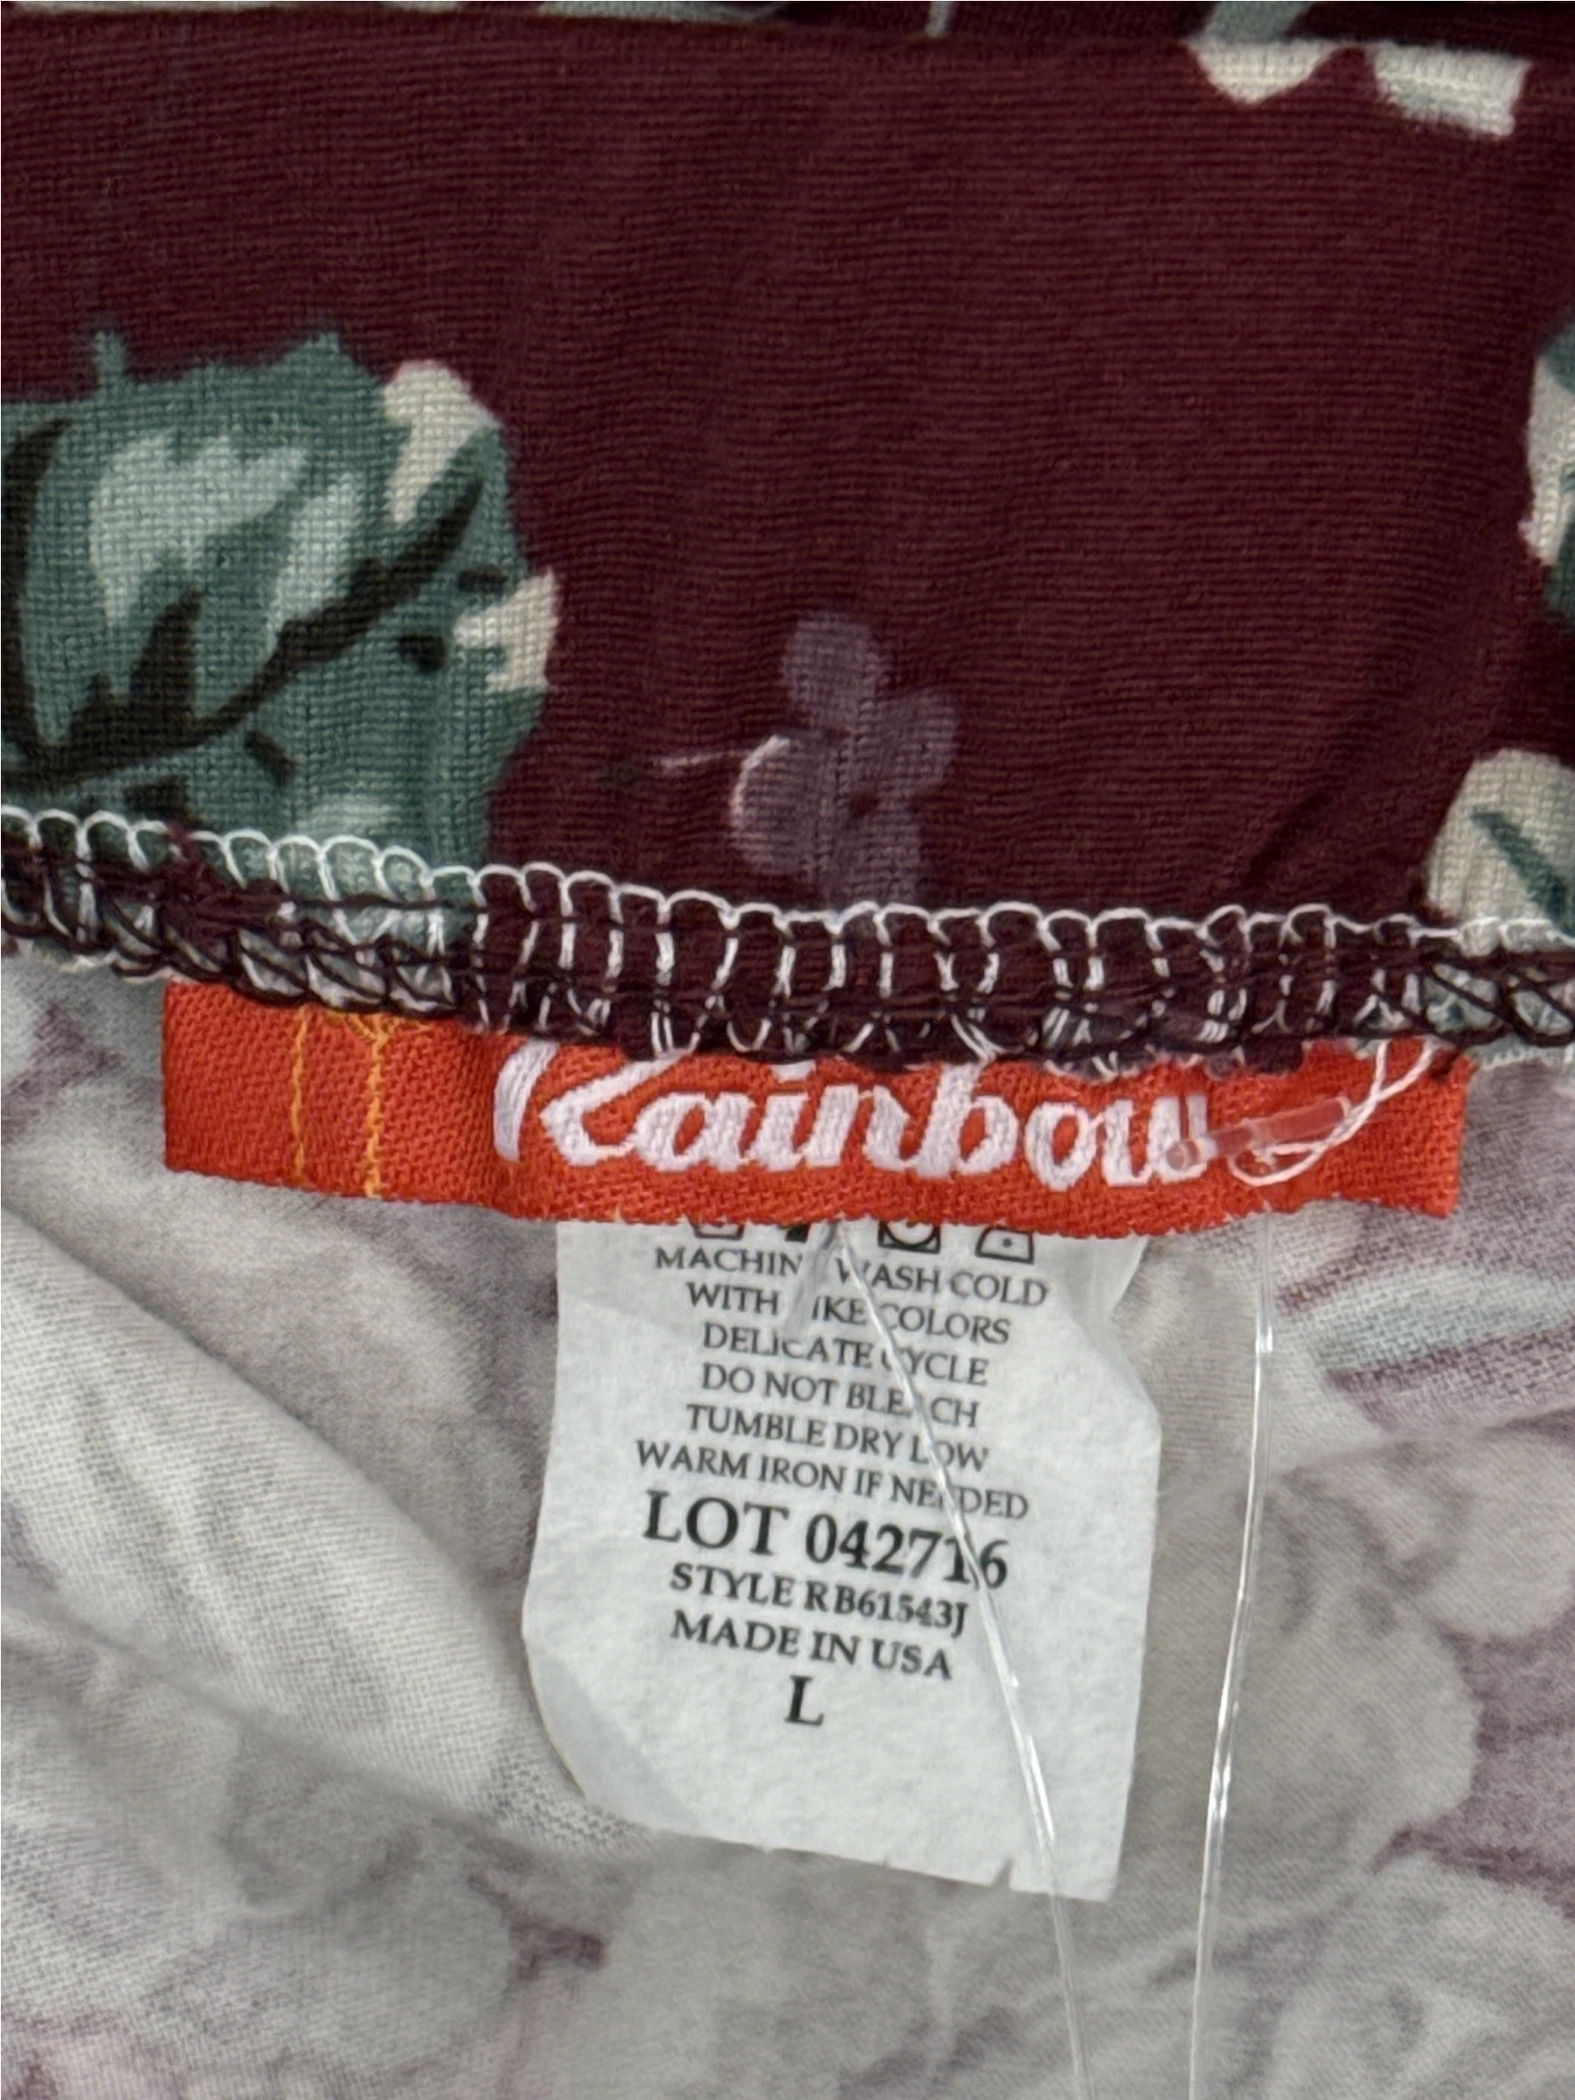 Rainbow
MACHINE WASH COLD
WITH LIKE COLORS
DELICATE CYCLE
DO NOT BLEACH
TUMBLE DRY LOW
WARM IRON IF NEEDED
LOT 042716
STYLE RB61543J
MADE IN USA
L